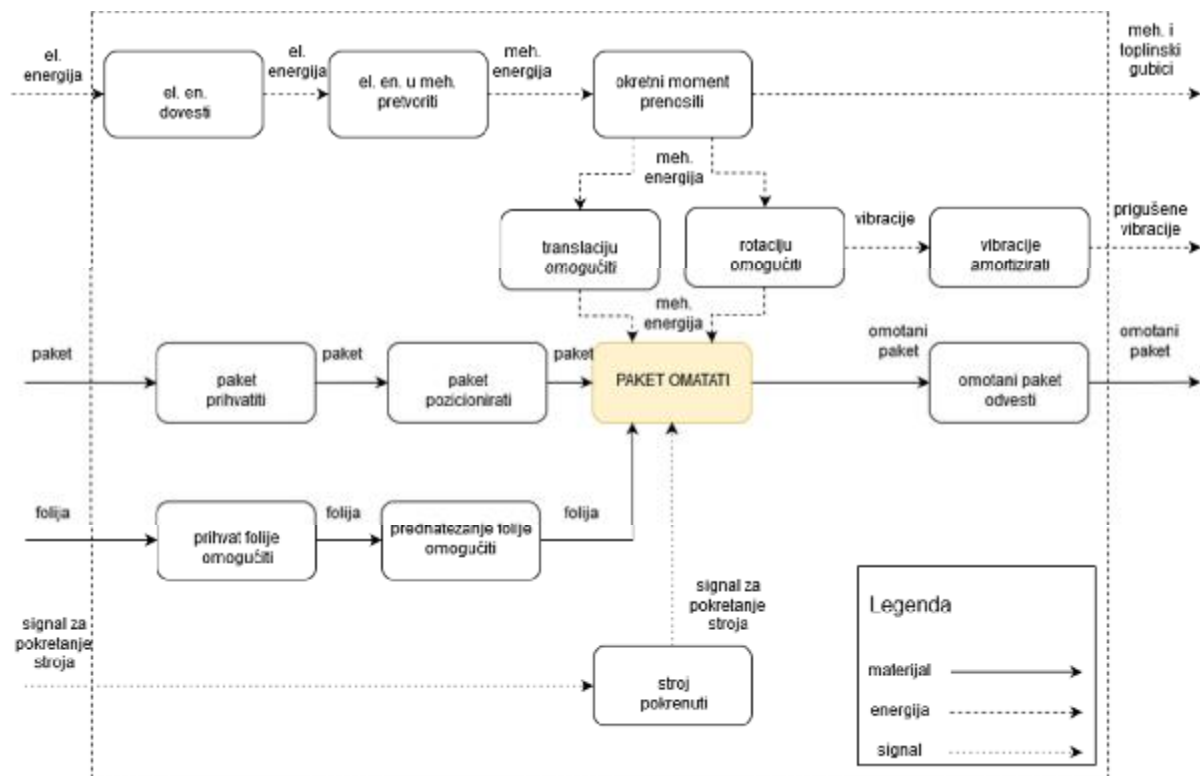 el.
energija
el. en.
dovesti
el.
energija
el. en. u meh.
pretvoriti
meh.
energija
okretni moment
prenositi
meh. i
toplinski
gubici
meh.
energija
translaciju
omogućiti
rotaciju
omogućiti
vibracije
vibracije
amortizirati
prigušene
vibracije
meh.
energija
paket
paket
prihvatiti
paket
paket
pozicionirati
paket
PAKET OMATATI
omotani
paket
omotani paket
odvesti
omotani
paket
folija
prihvat folije
omogućiti
folija
prednatezanje folije
omogućiti
folija
signal za
pokretanje
stroja
signal za
pokretanje
stroja
stroj
pokrenuti
Legenda
materijal
energija
signal